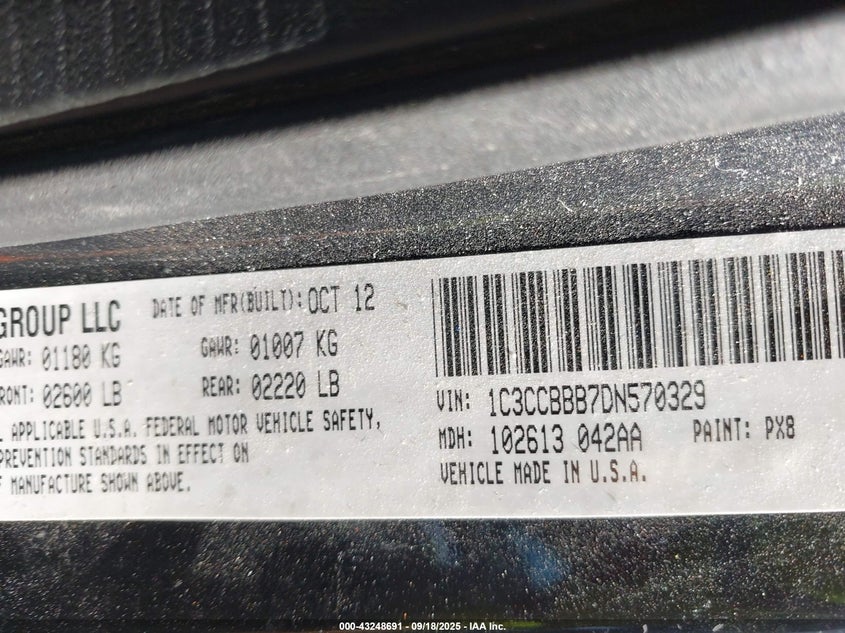 GROUP LLC
DATE OF MFR(BUILT): OCT 12
GAWR: 01180 KG
GAWR: 01007 KG
FRONT: 02600 LB
REAR: 02220 LB
APPLICABLE U.S.A. FEDERAL MOTOR VEHICLE SAFETY,
PREVENTION STANDARDS IN EFFECT ON
MANUFACTURE SHOWN ABOVE.
VIN: 1C3CCBBB7DN570329
MDH: 102613 042AA PAINT: PX8
VEHICLE MADE IN U.S.A.
000-43248691 - 09/18/2025 - IAA Inc.